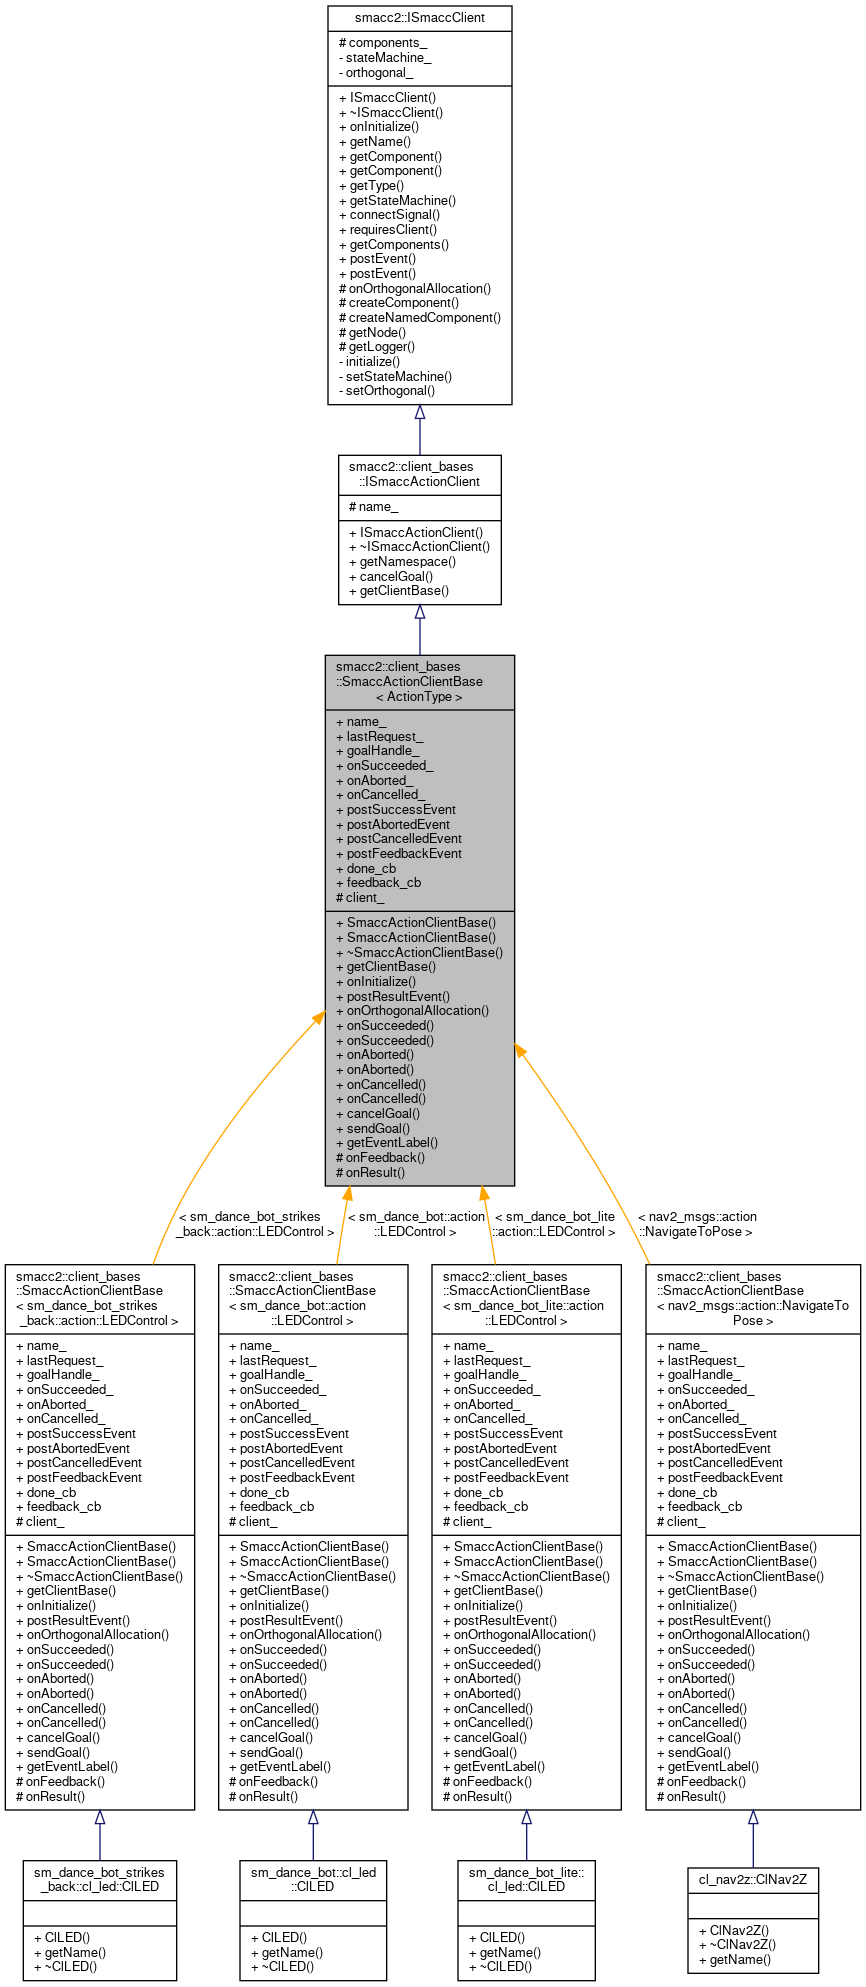 smacc2::ISmaccClient
# components_
- stateMachine_
- orthogonal_
+ ISmaccClient()
+ ~ISmaccClient()
+ onInitialize()
+ getName()
+ getComponent()
+ getComponent()
+ getType()
+ getStateMachine()
+ connectSignal()
+ requiresClient()
+ getComponents()
+ postEvent()
+ postEvent()
# onOrthogonalAllocation()
# createComponent()
# createNamedComponent()
# getNode()
# getLogger()
- initialize()
- setStateMachine()
- setOrthogonal()
smacc2::client_bases
::ISmaccActionClient
# name_
+ ISmaccActionClient()
+ ~ISmaccActionClient()
+ getNamespace()
+ cancelGoal()
+ getClientBase()
smacc2::client_bases
::SmaccActionClientBase
< ActionType >
+ name_
+ lastRequest_
+ goalHandle_
+ onSucceeded_
+ onAborted_
+ onCancelled_
+ postSuccessEvent
+ postAbortedEvent
+ postCancelledEvent
+ postFeedbackEvent
+ done_cb
+ feedback_cb
# client_
+ SmaccActionClientBase()
+ SmaccActionClientBase()
+ ~SmaccActionClientBase()
+ getClientBase()
+ onInitialize()
+ postResultEvent()
+ onOrthogonalAllocation()
+ onSucceeded()
+ onSucceeded()
+ onAborted()
+ onAborted()
+ onCancelled()
+ onCancelled()
+ cancelGoal()
+ sendGoal()
+ getEventLabel()
# onFeedback()
# onResult()
< sm_dance_bot_strikes
_back::action::LEDControl >
< sm_dance_bot::action
::LEDControl >
< sm_dance_bot_lite
::action::LEDControl >
< nav2_msgs::action
::NavigateToPose >
smacc2::client_bases
::SmaccActionClientBase
< sm_dance_bot_strikes
_back::action::LEDControl >
+ name_
+ lastRequest_
+ goalHandle_
+ onSucceeded_
+ onAborted_
+ onCancelled_
+ postSuccessEvent
+ postAbortedEvent
+ postCancelledEvent
+ postFeedbackEvent
+ done_cb
+ feedback_cb
# client_
+ SmaccActionClientBase()
+ SmaccActionClientBase()
+ ~SmaccActionClientBase()
+ getClientBase()
+ onInitialize()
+ postResultEvent()
+ onOrthogonalAllocation()
+ onSucceeded()
+ onSucceeded()
+ onAborted()
+ onAborted()
+ onCancelled()
+ onCancelled()
+ cancelGoal()
+ sendGoal()
+ getEventLabel()
# onFeedback()
# onResult()
smacc2::client_bases
::SmaccActionClientBase
< sm_dance_bot::action
::LEDControl >
+ name_
+ lastRequest_
+ goalHandle_
+ onSucceeded_
+ onAborted_
+ onCancelled_
+ postSuccessEvent
+ postAbortedEvent
+ postCancelledEvent
+ postFeedbackEvent
+ done_cb
+ feedback_cb
# client_
+ SmaccActionClientBase()
+ SmaccActionClientBase()
+ ~SmaccActionClientBase()
+ getClientBase()
+ onInitialize()
+ postResultEvent()
+ onOrthogonalAllocation()
+ onSucceeded()
+ onSucceeded()
+ onAborted()
+ onAborted()
+ onCancelled()
+ onCancelled()
+ cancelGoal()
+ sendGoal()
+ getEventLabel()
# onFeedback()
# onResult()
smacc2::client_bases
::SmaccActionClientBase
< sm_dance_bot_lite::action
::LEDControl >
+ name_
+ lastRequest_
+ goalHandle_
+ onSucceeded_
+ onAborted_
+ onCancelled_
+ postSuccessEvent
+ postAbortedEvent
+ postCancelledEvent
+ postFeedbackEvent
+ done_cb
+ feedback_cb
# client_
+ SmaccActionClientBase()
+ SmaccActionClientBase()
+ ~SmaccActionClientBase()
+ getClientBase()
+ onInitialize()
+ postResultEvent()
+ onOrthogonalAllocation()
+ onSucceeded()
+ onSucceeded()
+ onAborted()
+ onAborted()
+ onCancelled()
+ onCancelled()
+ cancelGoal()
+ sendGoal()
+ getEventLabel()
# onFeedback()
# onResult()
smacc2::client_bases
::SmaccActionClientBase
< nav2_msgs::action::NavigateTo
Pose >
+ name_
+ lastRequest_
+ goalHandle_
+ onSucceeded_
+ onAborted_
+ onCancelled_
+ postSuccessEvent
+ postAbortedEvent
+ postCancelledEvent
+ postFeedbackEvent
+ done_cb
+ feedback_cb
# client_
+ SmaccActionClientBase()
+ SmaccActionClientBase()
+ ~SmaccActionClientBase()
+ getClientBase()
+ onInitialize()
+ postResultEvent()
+ onOrthogonalAllocation()
+ onSucceeded()
+ onSucceeded()
+ onAborted()
+ onAborted()
+ onCancelled()
+ onCancelled()
+ cancelGoal()
+ sendGoal()
+ getEventLabel()
# onFeedback()
# onResult()
sm_dance_bot_strikes
_back::cl_led::ClLED
+ ClLED()
+ getName()
+ ~ClLED()
sm_dance_bot::cl_led
::ClLED
+ ClLED()
+ getName()
+ ~ClLED()
sm_dance_bot_lite::
cl_led::ClLED
+ ClLED()
+ getName()
+ ~ClLED()
cl_nav2z::ClNav2Z
+ ClNav2Z()
+ ~ClNav2Z()
+ getName()